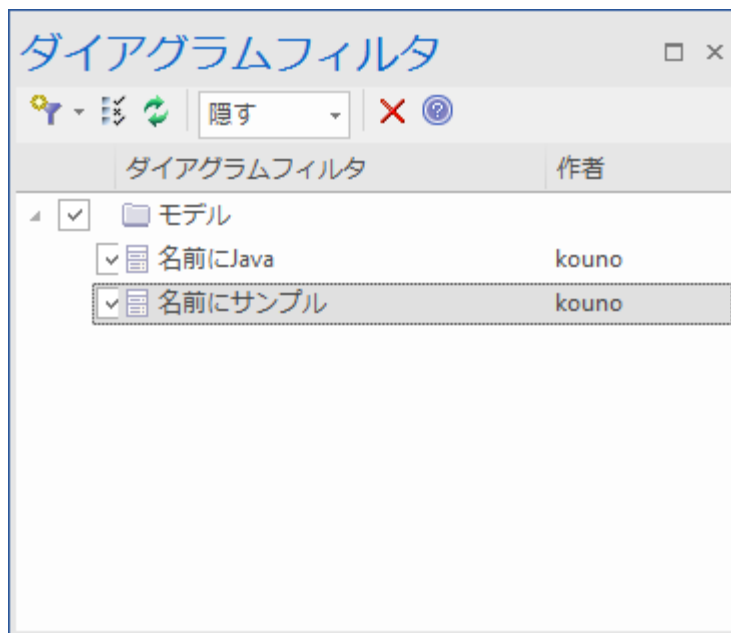 ダイアグラムフィルタ
隠す
ダイアグラムフィルタ 作者
モデル
名前にJava kouno
名前にサンプル kouno